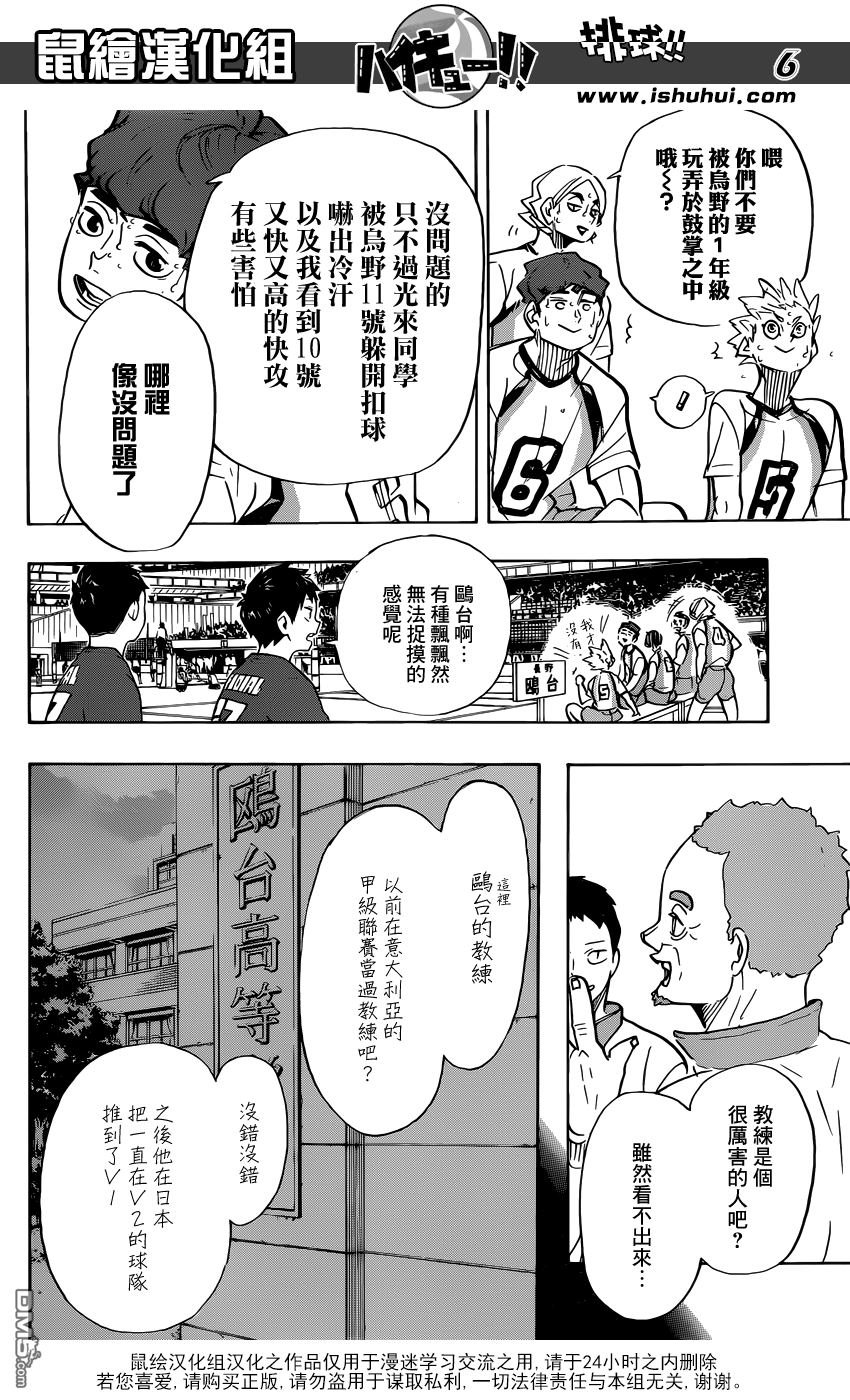 鼠繪漢化組
ハイキュー!!
排球!!
6
www.ishuhui.com
喂
你們不要
被烏野的1年級
玩弄於鼓掌之中
哦～?
!
6
5
沒問題的
只不過光來同學
被烏野11號躲開扣球
嚇出冷汗
以及我看到10號
又快又高的快攻
有些害怕
哪裡
像沒問題了
我才
沒有
長野
鷗台
5
鷗台啊…
有種飄飄然
無法捉摸的
感覺呢
教練是個
很厲害的人吧?
雖然看不出來…
這裡
鷗台的教練
以前在意大利亞的
甲級聯賽當過教練吧?
鷗台高等
沒錯沒錯
之後他在日本
把一直在V2的球隊
推到了V1
DM5.com
鼠绘汉化组汉化之作品仅用于漫迷学习交流之用, 请于24小时之内删除
若您喜爱, 请购买正版, 请勿滥用于谋取私利, 一切法律责任与本组无关, 谢谢。